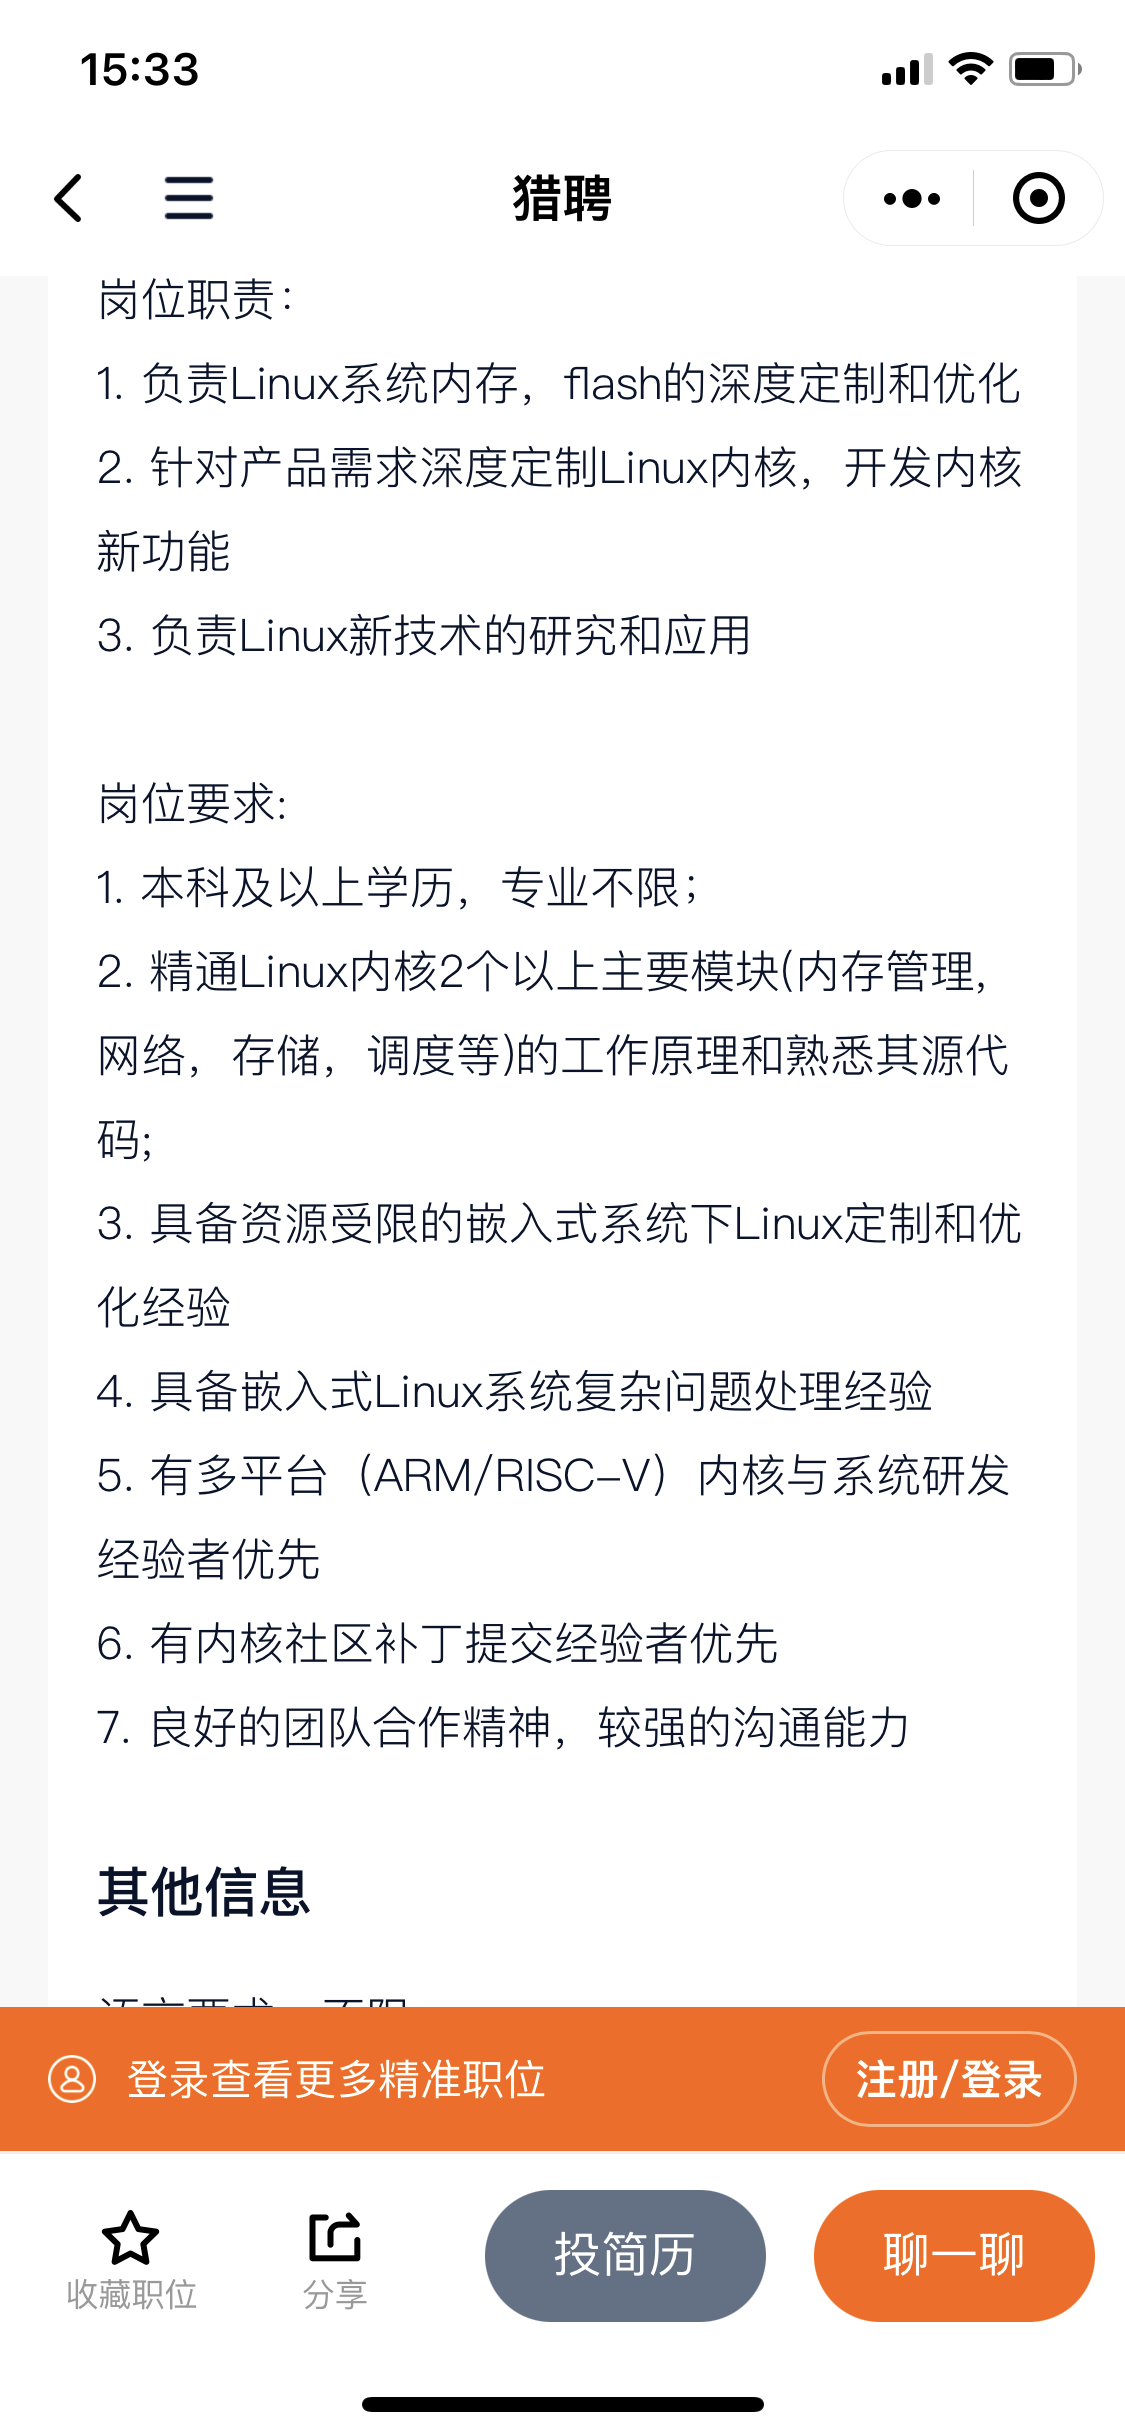 15:33
猎聘
岗位职责：
1. 负责Linux系统内存，flash的深度定制和优化
2. 针对产品需求深度定制Linux内核，开发内核
新功能
3. 负责Linux新技术的研究和应用
岗位要求:
1. 本科及以上学历，专业不限；
2. 精通Linux内核2个以上主要模块(内存管理,
网络，存储，调度等)的工作原理和熟悉其源代
码;
3. 具备资源受限的嵌入式系统下Linux定制和优
化经验
4. 具备嵌入式Linux系统复杂问题处理经验
5. 有多平台（ARM/RISC-V）内核与系统研发
经验者优先
6. 有内核社区补丁提交经验者优先
7. 良好的团队合作精神，较强的沟通能力
其他信息
登录查看更多精准职位
注册/登录
收藏职位
分享
投简历
聊一聊